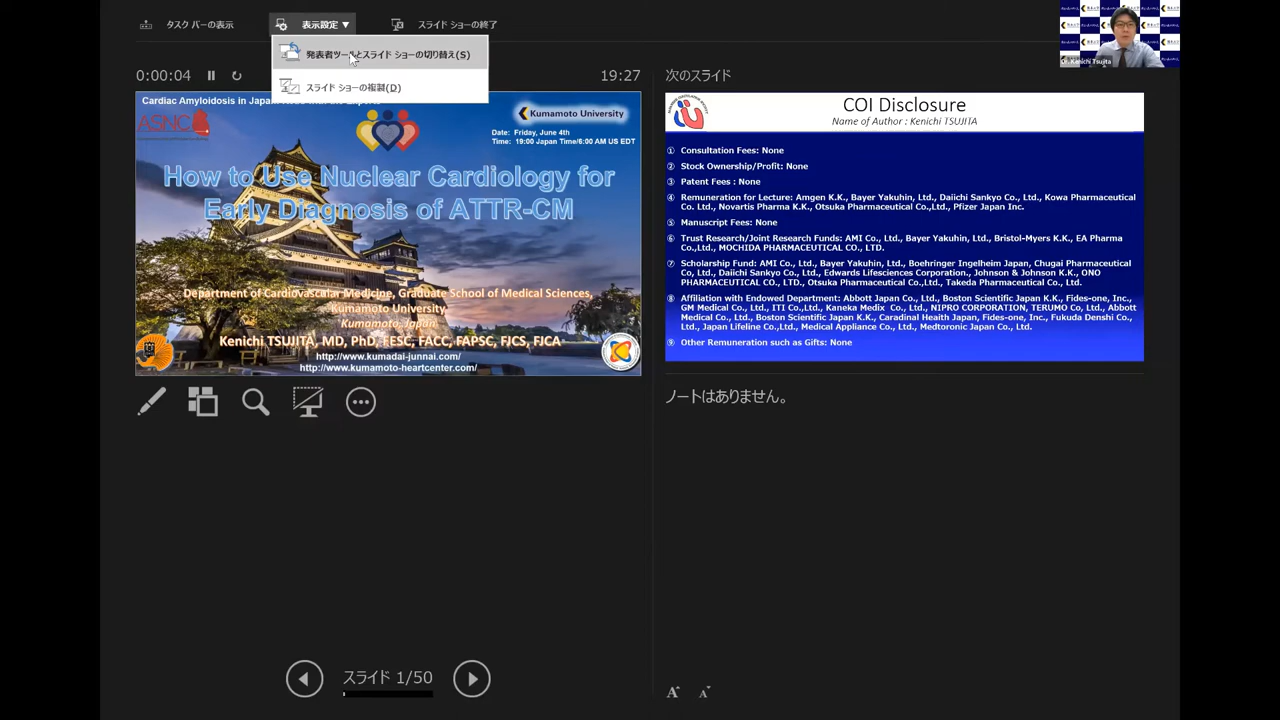 タスク バーの表示
表示設定 ▼
スライド ショーの終了
発表者ツールとスライド ショーの切り替え(S)
スライド ショーの複製(D)
Dr. Kenichi Tsujita
0:00:04
19:27
次のスライド
Cardiac Amyloidosis in Japan
ASNC
Kumamoto University
Date: Friday, June 4th
Time: 19:00 Japan Time/6:00 AM US EDT
How to Use Nuclear Cardiology for
Early Diagnosis of ATTR-CM
Department of Cardiovascular Medicine, Graduate School of Medical Sciences,
Kumamoto University
Kumamoto, Japan
Kenichi TSUJITA, MD, PhD, FESC, FACC, FAPSC, FJCS, FJCA
http://www.kumadai-junnai.com/
http://www.kumamoto-heartcenter.com/
COI Disclosure
Name of Author : Kenichi TSUJITA
① Consultation Fees: None
② Stock Ownership/Profit: None
③ Patent Fees : None
④ Remuneration for Lecture: Amgen K.K., Bayer Yakuhin, Ltd., Daiichi Sankyo Co., Ltd., Kowa Pharmaceutical
Co. Ltd., Novartis Pharma K.K., Otsuka Pharmaceutical Co.,Ltd., Pfizer Japan Inc.
⑤ Manuscript Fees: None
⑥ Trust Research/Joint Research Funds: AMI Co., Ltd., Bayer Yakuhin, Ltd., Bristol-Myers K.K., EA Pharma
Co.,Ltd., MOCHIDA PHARMACEUTICAL CO., LTD.
⑦ Scholarship Fund: AMI Co., Ltd., Bayer Yakuhin, Ltd., Boehringer Ingelheim Japan, Chugai Pharmaceutical
Co, Ltd., Daiichi Sankyo Co., Ltd., Edwards Lifesciences Corporation., Johnson & Johnson K.K., ONO
PHARMACEUTICAL CO., LTD., Otsuka Pharmaceutical Co., Ltd., Takeda Pharmaceutical Co., Ltd.
⑧ Affiliation with Endowed Department: Abbott Japan Co., Ltd., Boston Scientific Japan K.K., Fides-one, Inc.,
GM Medical Co., Ltd., ITI Co.,Ltd., Kaneka Medix Co., Ltd., NIPRO CORPORATION, TERUMO Co, Ltd., Abbott
Medical Co., Ltd., Boston Scientific Japan K.K., Caradinal Heath Japan, Fides-one, Inc., Fukuda Denshi Co.,
Ltd., Japan Lifeline Co.,Ltd., Medical Appliance Co., Ltd., Medtoronic Japan Co., Ltd.
⑨ Other Remuneration such as Gifts: None
ノートはありません。
スライド 1/50
A
A